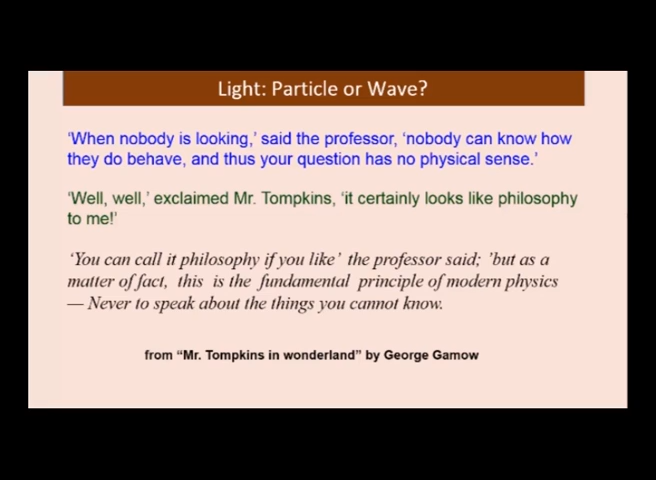 Light: Particle or Wave?
‘When nobody is looking,’ said the professor, ‘nobody can know how
they do behave, and thus your question has no physical sense.’
‘Well, well,’ exclaimed Mr. Tompkins, ‘it certainly looks like philosophy
to me!’
‘You can call it philosophy if you like’ the professor said; ’but as a
matter of fact, this is the fundamental principle of modern physics
— Never to speak about the things you cannot know.
from “Mr. Tompkins in wonderland” by George Gamow